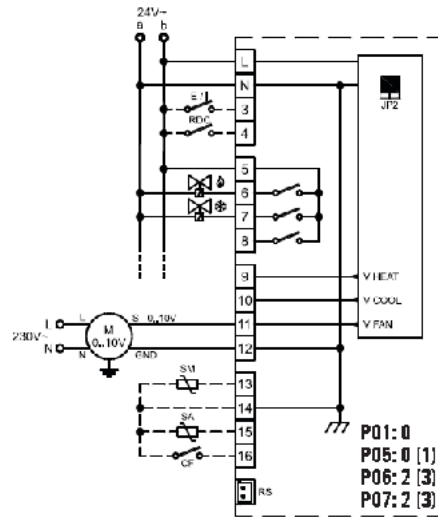 24V~
a b
L
N
JP2
E/I
3
RDC
4
5
6
7
8
9 V HEAT
10 V COOL
L L S 0..10V 11 V FAN
230V~ M 0..10V
N N GND 12
SM 13
14
SA 15
CF 16
RS
P01: 0
P05: 0 (1)
P06: 2 (3)
P07: 2 (3)